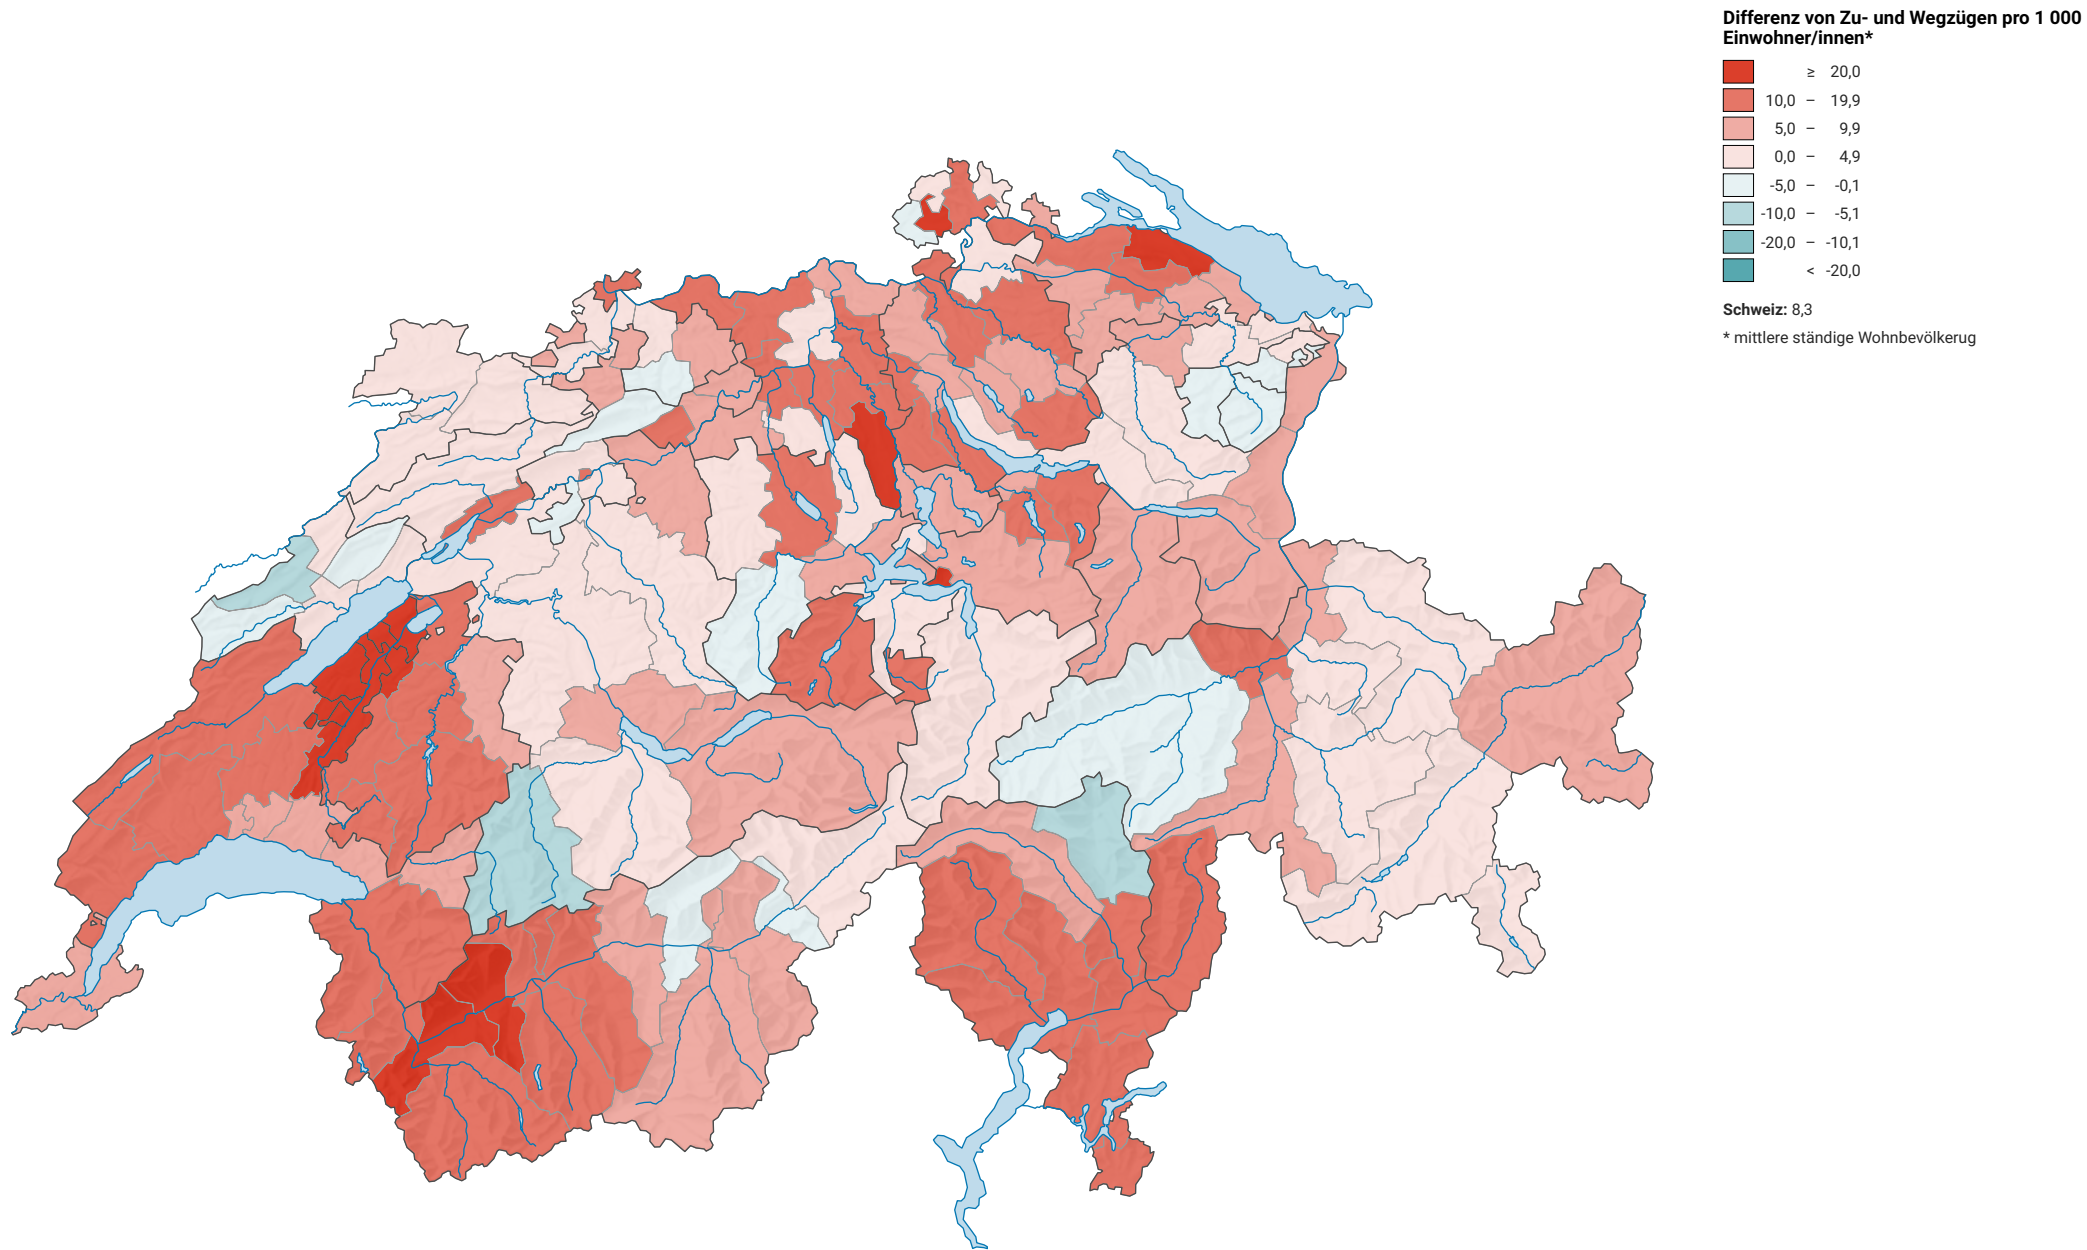 Differenz von Zu- und Wegzügen pro 1 000
Einwohner/innen*
≥ 20,0
10,0 – 19,9
5,0 – 9,9
0,0 – 4,9
-5,0 – -0,1
-10,0 – -5,1
-20,0 – -10,1
< -20,0
Schweiz: 8,3
* mittlere ständige Wohnbevölkerug